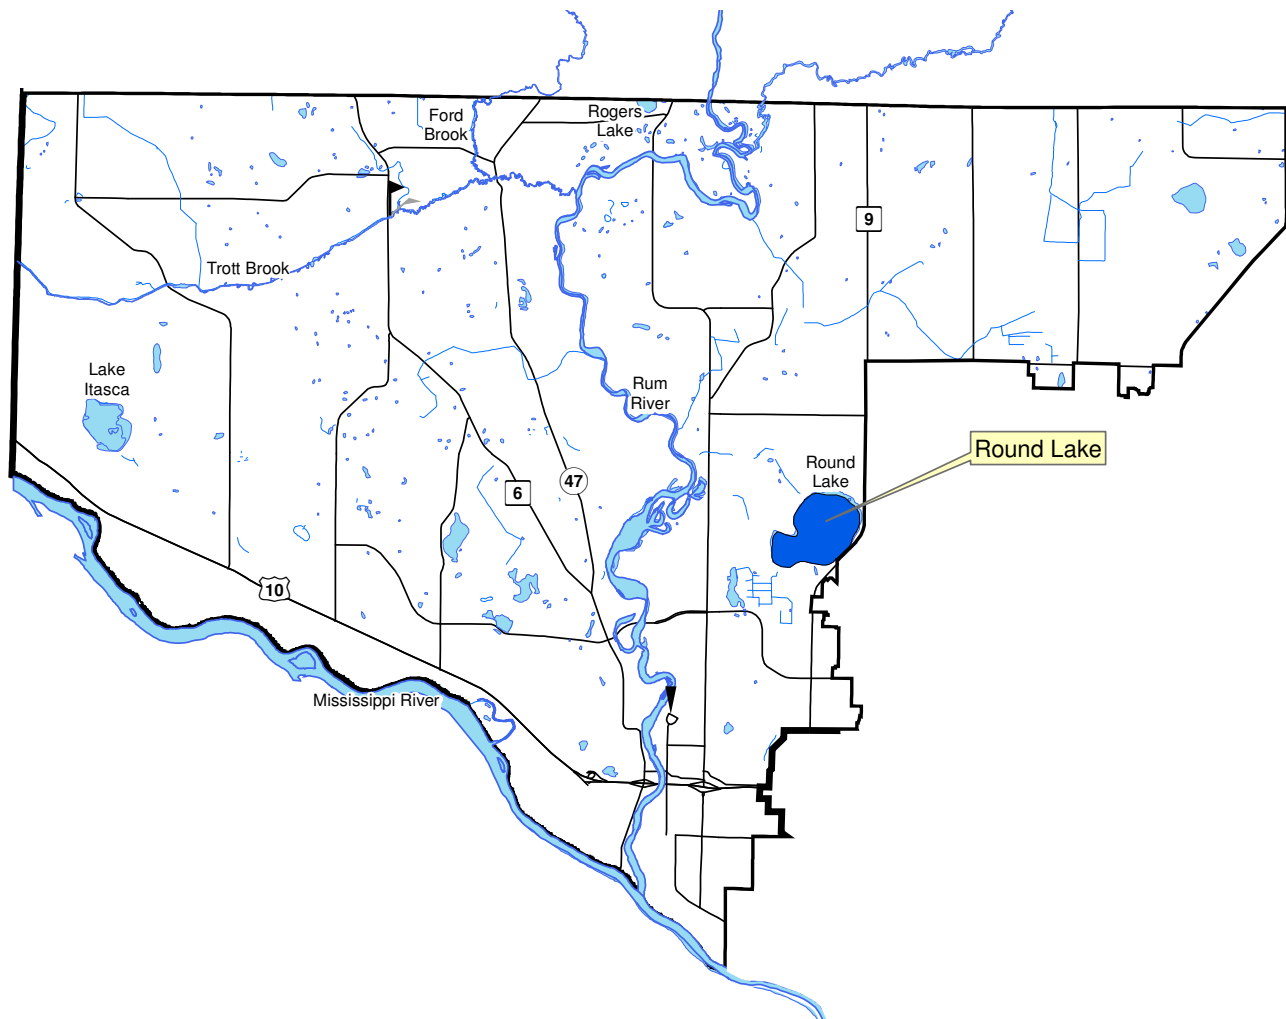 Ford
Brook
Rogers
Lake
9
Trott Brook
Lake
Itasca
Rum
River
Round Lake
Round
Lake
47
6
10
Mississippi River